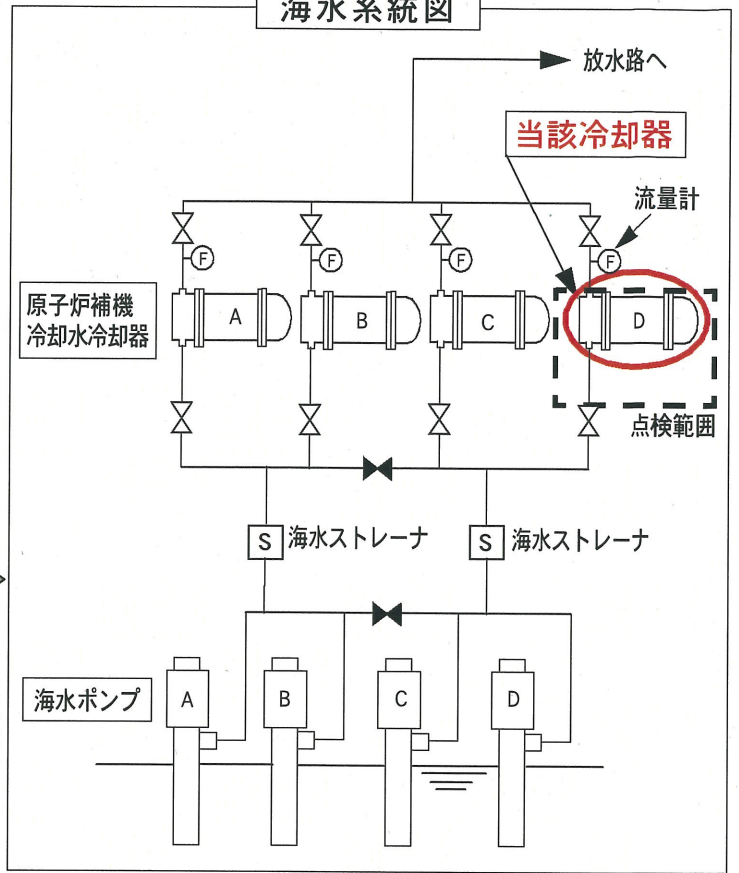 海水系統図
放水路へ
当該冷却器
流量計
F
F
F
F
原子炉補機
冷却水冷却器
A
B
C
D
点検範囲
S
海水ストレーナ
S
海水ストレーナ
海水ポンプ
A
B
C
D